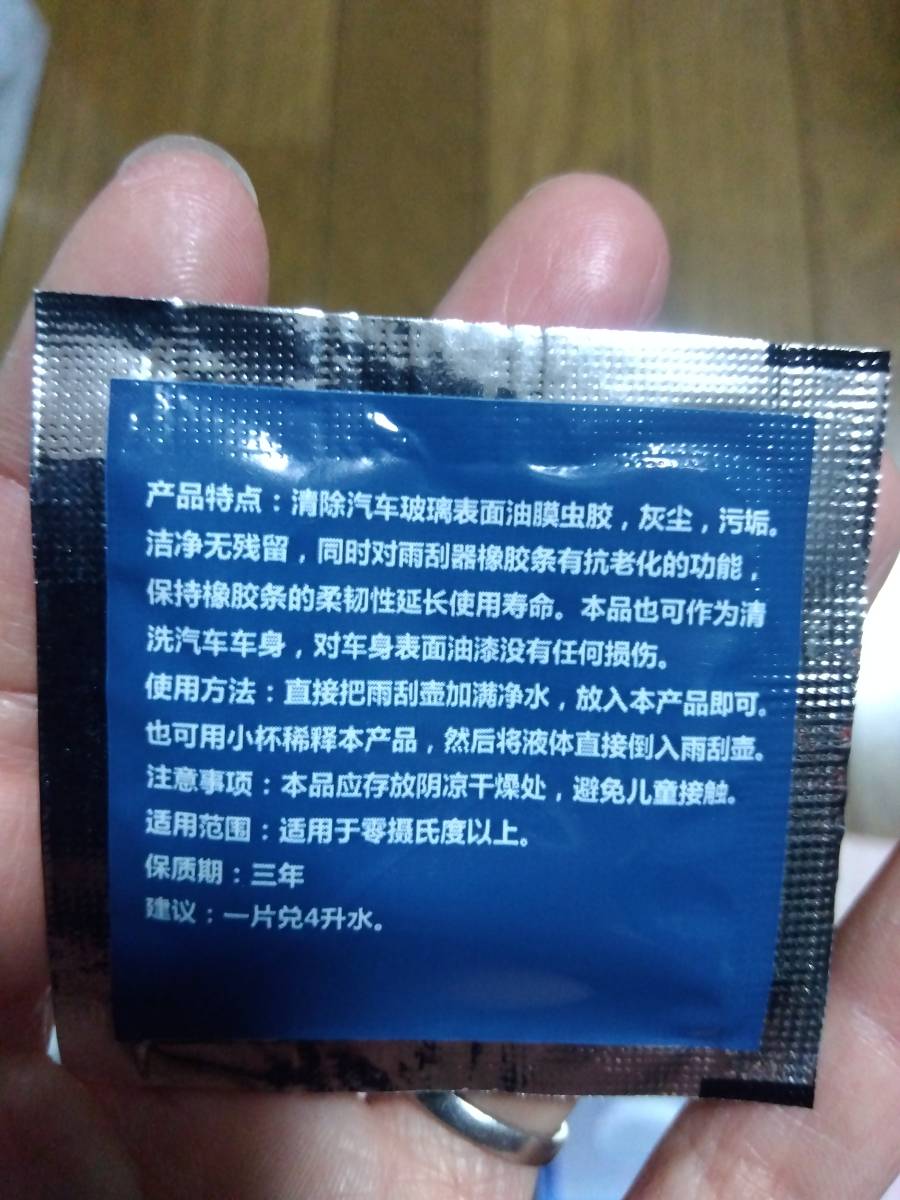 产品特点：清除汽车玻璃表面油膜虫胶，灰尘，污垢。
洁净无残留，同时对雨刮器橡胶条有抗老化的功能，
保持橡胶条的柔韧性延长使用寿命。本品也可作为清
洗汽车车身，对车身表面油漆没有任何损伤。
使用方法：直接把雨刮壶加满净水，放入本产品即可。
也可用小杯稀释本产品，然后将液体直接倒入雨刮壶。
注意事项：本品应存放阴凉干燥处，避免儿童接触。
适用范围：适用于零摄氏度以上。
保质期：三年
建议：一片兑4升水。